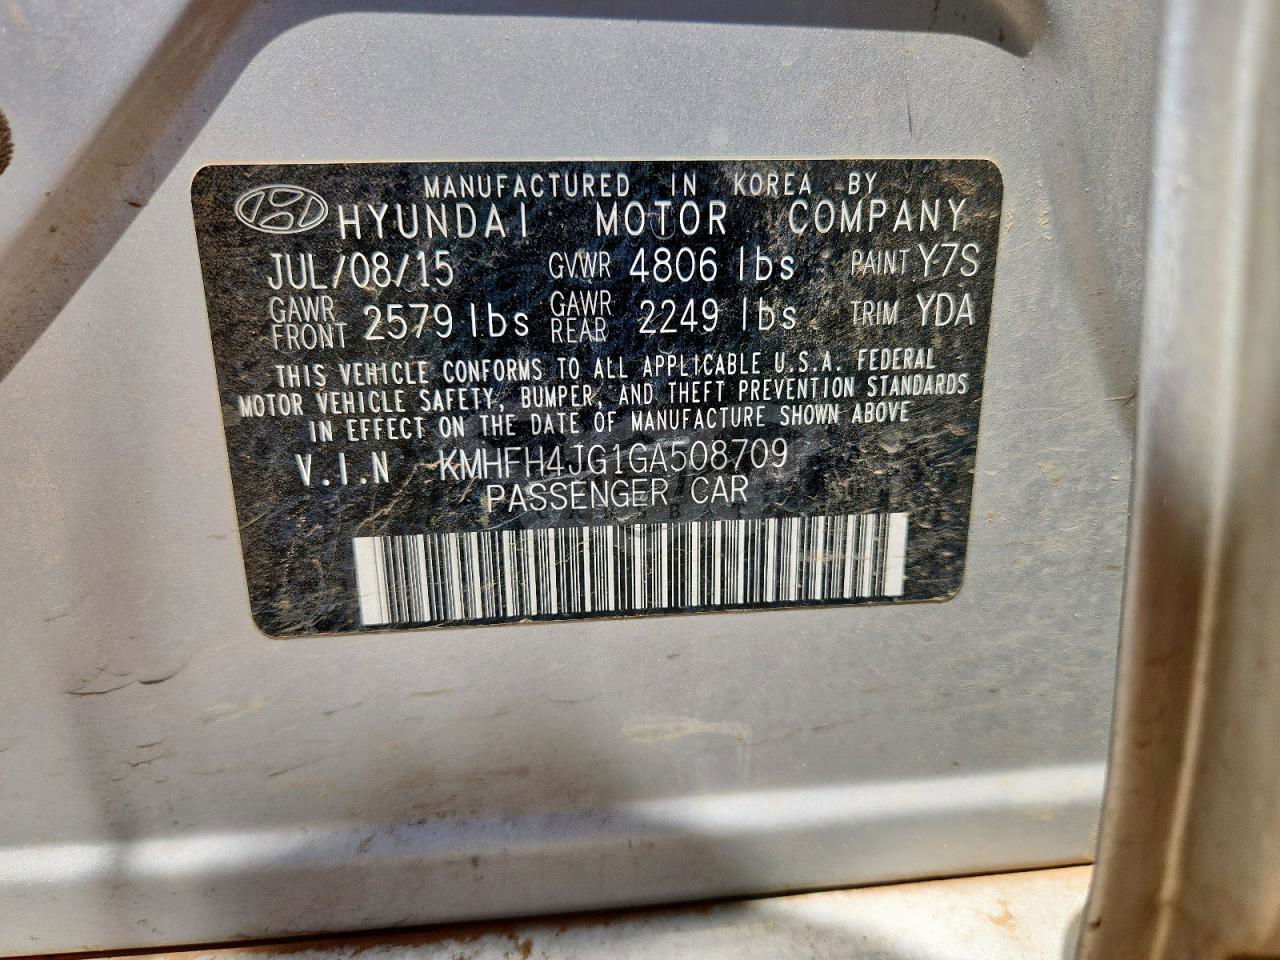 MANUFACTURED IN KOREA BY
HYUNDAI MOTOR COMPANY
JUL/08/15 GVWR 4806 lbs PAINT Y7S
GAWR FRONT 2579 lbs GAWR REAR 2249 lbs TRIM YDA
THIS VEHICLE CONFORMS TO ALL APPLICABLE U.S.A. FEDERAL
MOTOR VEHICLE SAFETY, BUMPER, AND THEFT PREVENTION STANDARDS
IN EFFECT ON THE DATE OF MANUFACTURE SHOWN ABOVE
V.I.N KMHFH4JG1GA508709
PASSENGER CAR